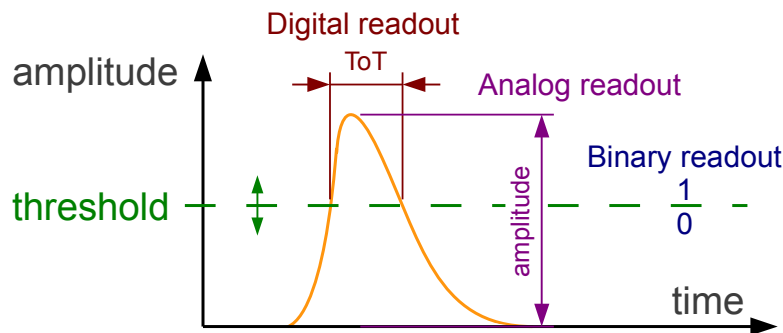 Digital readout
ToT
amplitude
Analog readout
Binary readout
1
threshold
0
amplitude
time